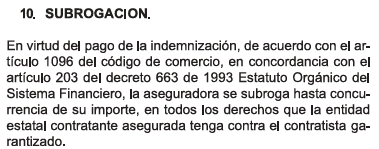 10. SUBROGACION.
En virtud del pago de la indemnización, de acuerdo con el ar-
tículo 1096 del código de comercio, en concordancia con el
artículo 203 del decreto 663 de 1993 Estatuto Orgánico del
Sistema Financiero, la aseguradora se subroga hasta concu-
rrencia de su importe, en todos los derechos que la entidad
estatal contratante asegurada tenga contra el contratista ga-
rantizado.